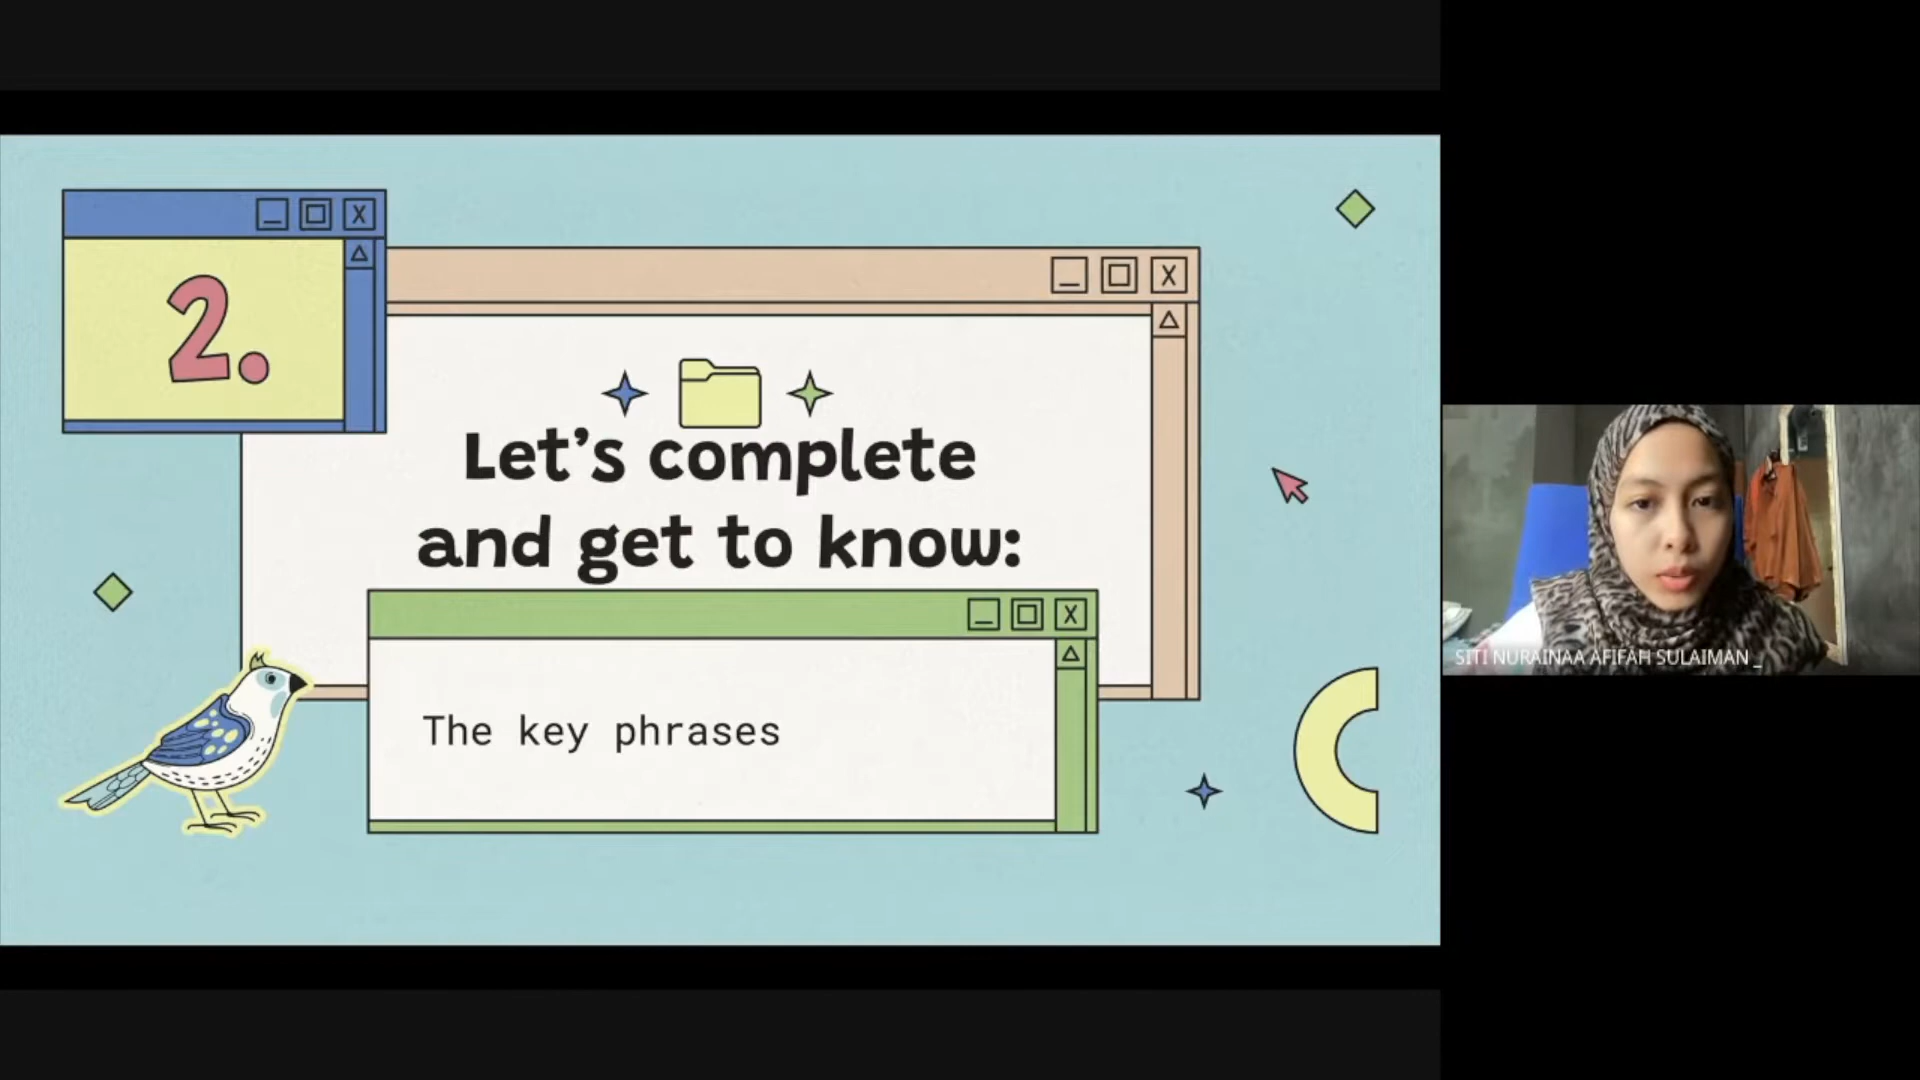 2.
Let's complete
and get to know:
The key phrases
SITI NURAINAA AFIFAH SULAIMAN _